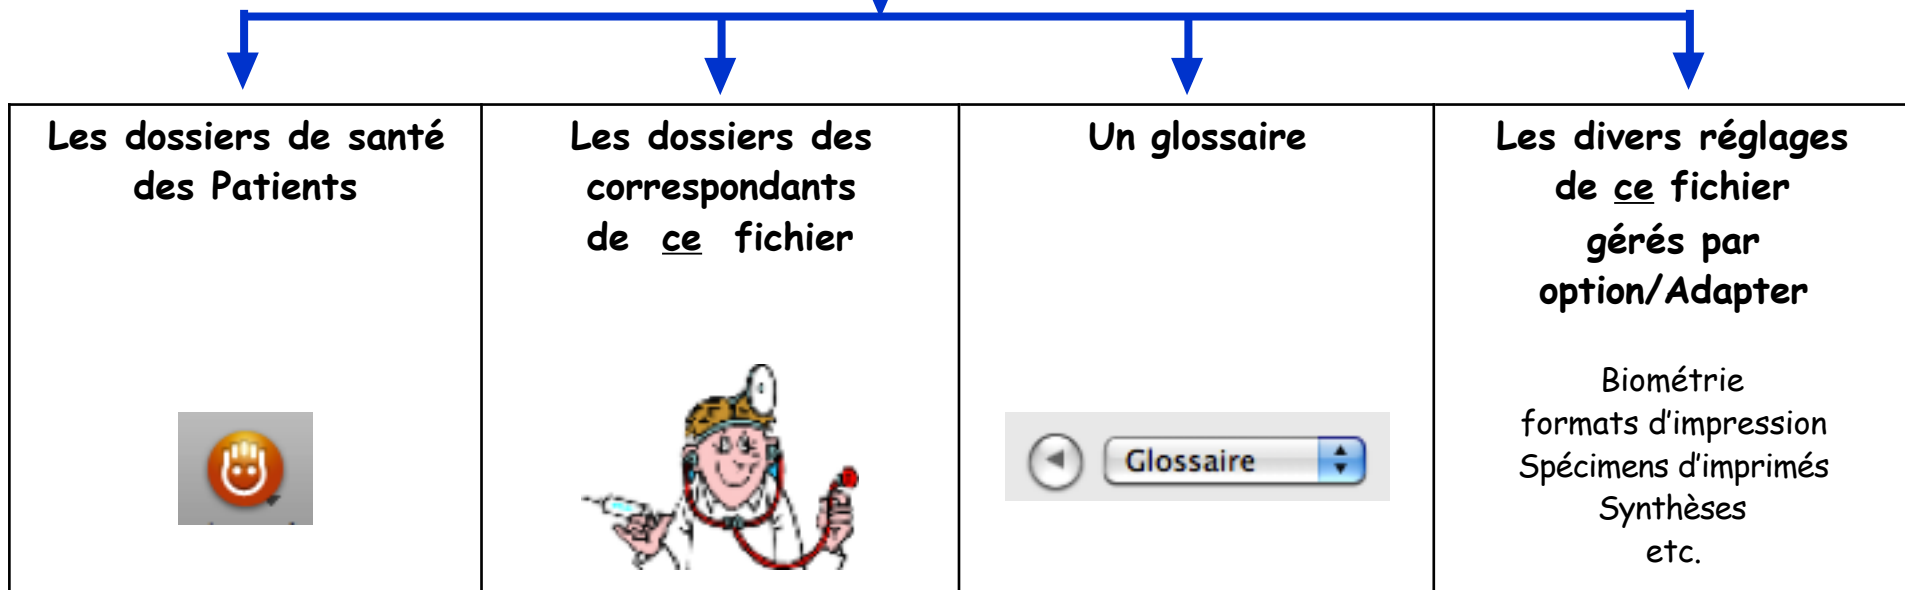 Les dossiers de santé
des Patients
Les dossiers des
correspondants
de ce fichier
Un glossaire
Glossaire
Les divers réglages
de ce fichier
gérés par
option/Adapter
Biométrie
formats d'impression
Spécimens d'imprimés
Synthèses
etc.